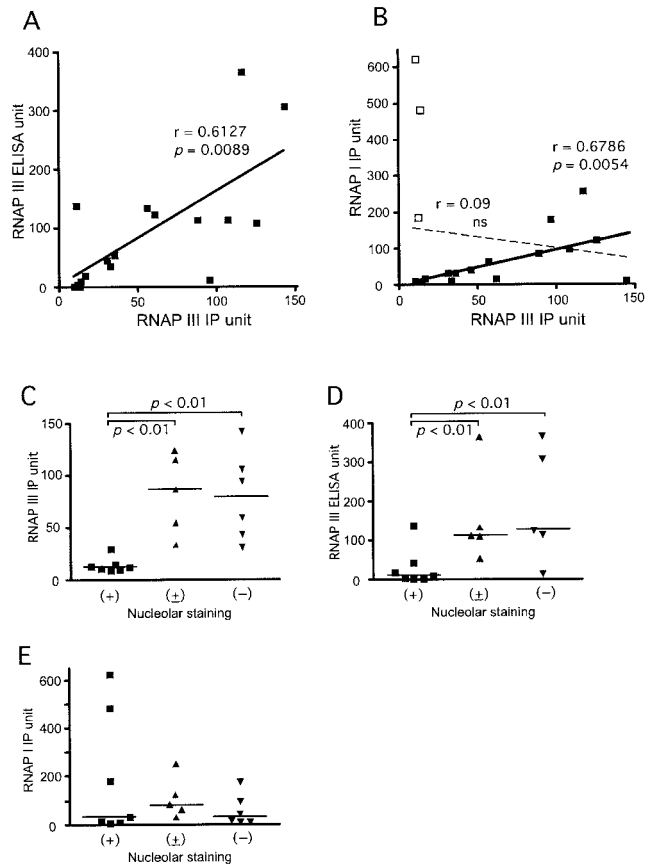 A
RNAP III ELISA unit
400
300
200
100
0
0
50
100
150
r = 0.6127
p = 0.0089
RNAP III IP unit
B
RNAP I IP unit
600
500
400
300
200
100
0
0
50
100
150
r = 0.6786
p = 0.0054
r = 0.09
ns
RNAP III IP unit
C
RNAP III IP unit
150
100
50
0
p < 0.01
p < 0.01
(+)
(±)
(−)
Nucleolar staining
D
RNAP III ELISA unit
400
300
200
100
0
p < 0.01
p < 0.01
(+)
(±)
(−)
Nucleolar staining
E
RNAP I IP unit
600
400
200
0
(+)
(±)
(−)
Nucleolar staining